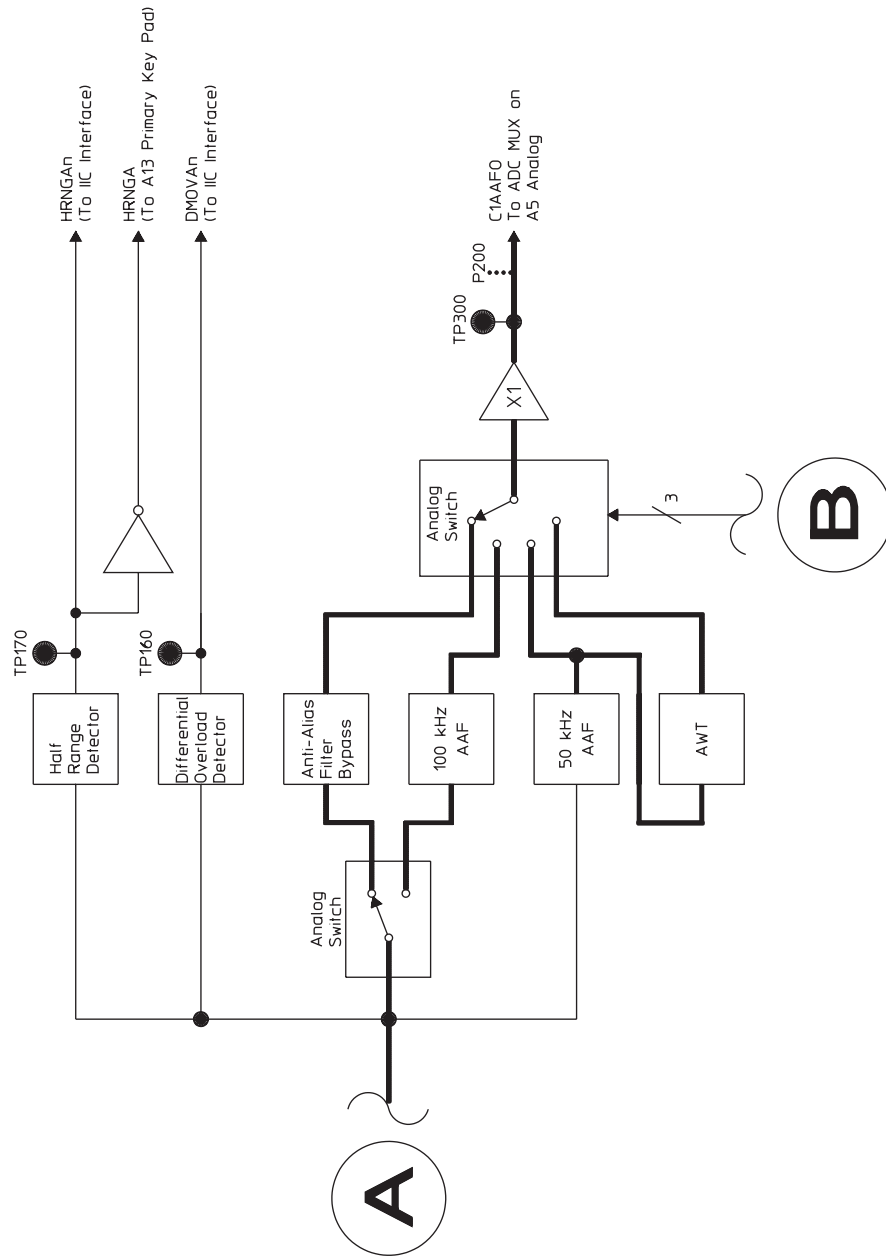 HRNGAn
(To IIC Interface)
HRNGA
(To A13 Primary Key Pad)
DMOVAn
(To IIC Interface)
TP170
TP160
Half
Range
Detector
Differential
Overload
Detector
Anti-Alias
Filter
Bypass
100 kHz
AAF
50 kHz
AAF
AWT
Analog
Switch
Analog
Switch
X1
TP300
P200
C1AAFO
To ADC MUX on
A5 Analog
3
A
B